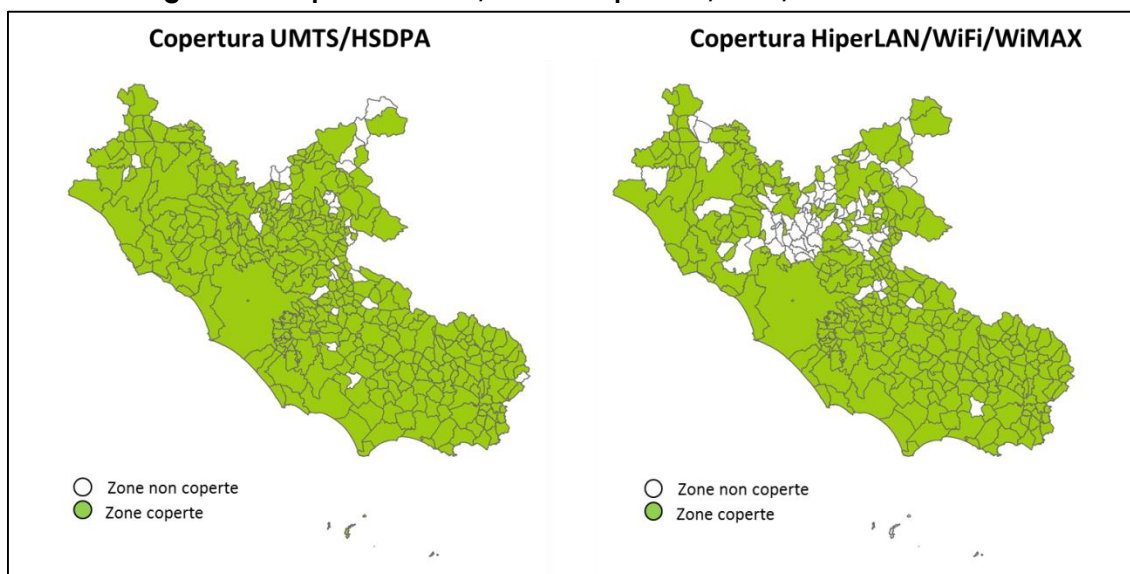 Copertura UMTS/HSDPA
Copertura HiperLAN/WiFi/WiMAX
Zone non coperte
Zone coperte
Zone non coperte
Zone coperte